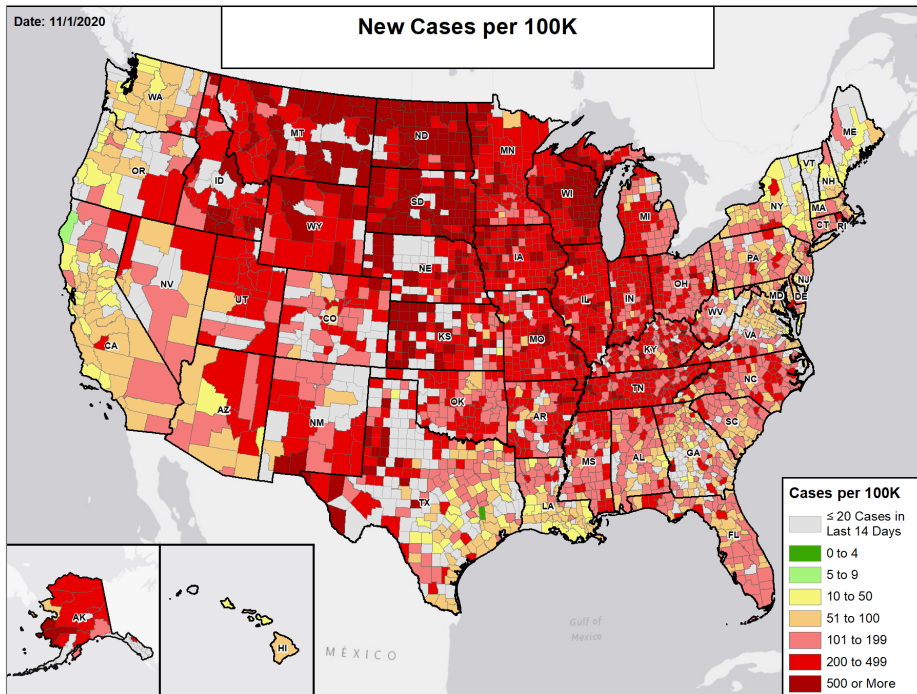 Date: 11/1/2020
New Cases per 100K
WA
MT
ND
MN
ME
OR
ID
SD
WI
VT
NH
WY
MI
NY
MA
CT
RI
IA
PA
NE
NJ
NV
UT
IL
IN
OH
MD
DE
CO
WV
KS
MO
VA
CA
KY
NC
TN
AZ
OK
NM
AR
SC
MS
AL
GA
TX
LA
FL
AK
HI
MÉXICO
Gulf of
Mexico
Cases per 100K
≤ 20 Cases in
Last 14 Days
0 to 4
5 to 9
10 to 50
51 to 100
101 to 199
200 to 499
500 or More